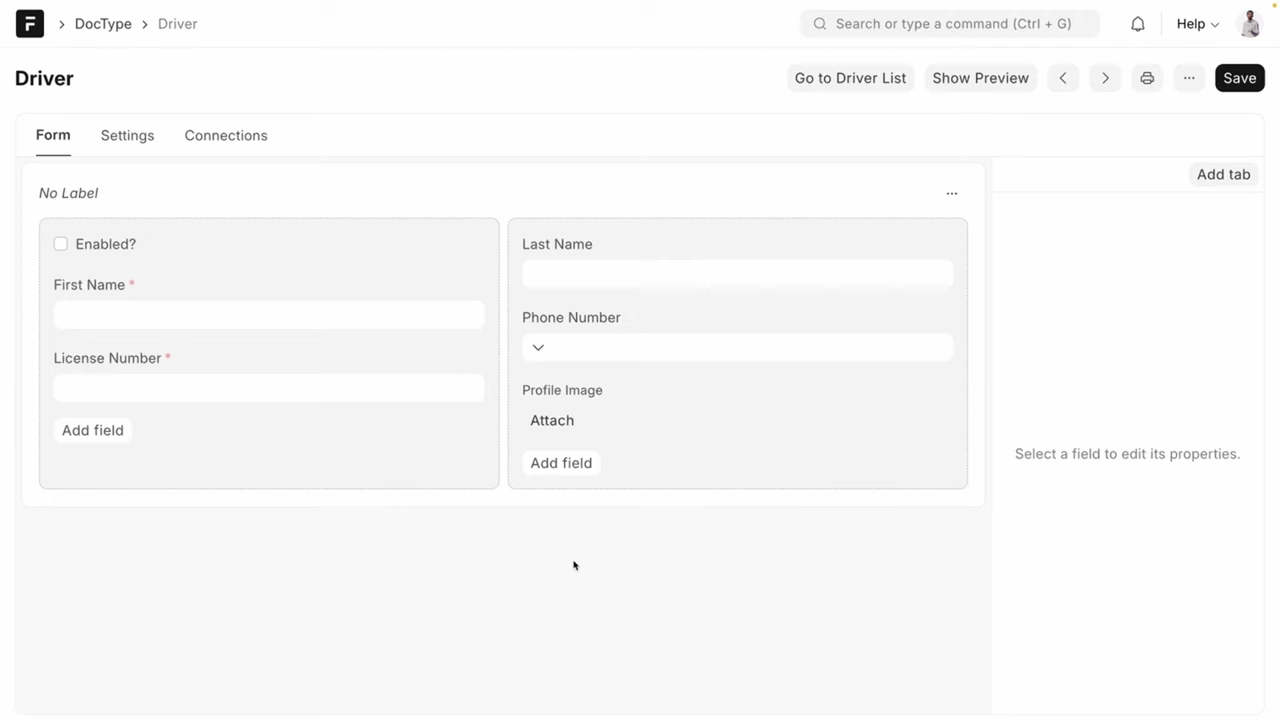 DocType Driver Search or type a command (Ctrl + G) Help
Driver Go to Driver List Show Preview ... Save
Form Settings Connections
Add tab
No Label ...
Enabled?
First Name *
License Number *
Add field
Last Name
Phone Number
Profile Image
Attach
Add field
Select a field to edit its properties.